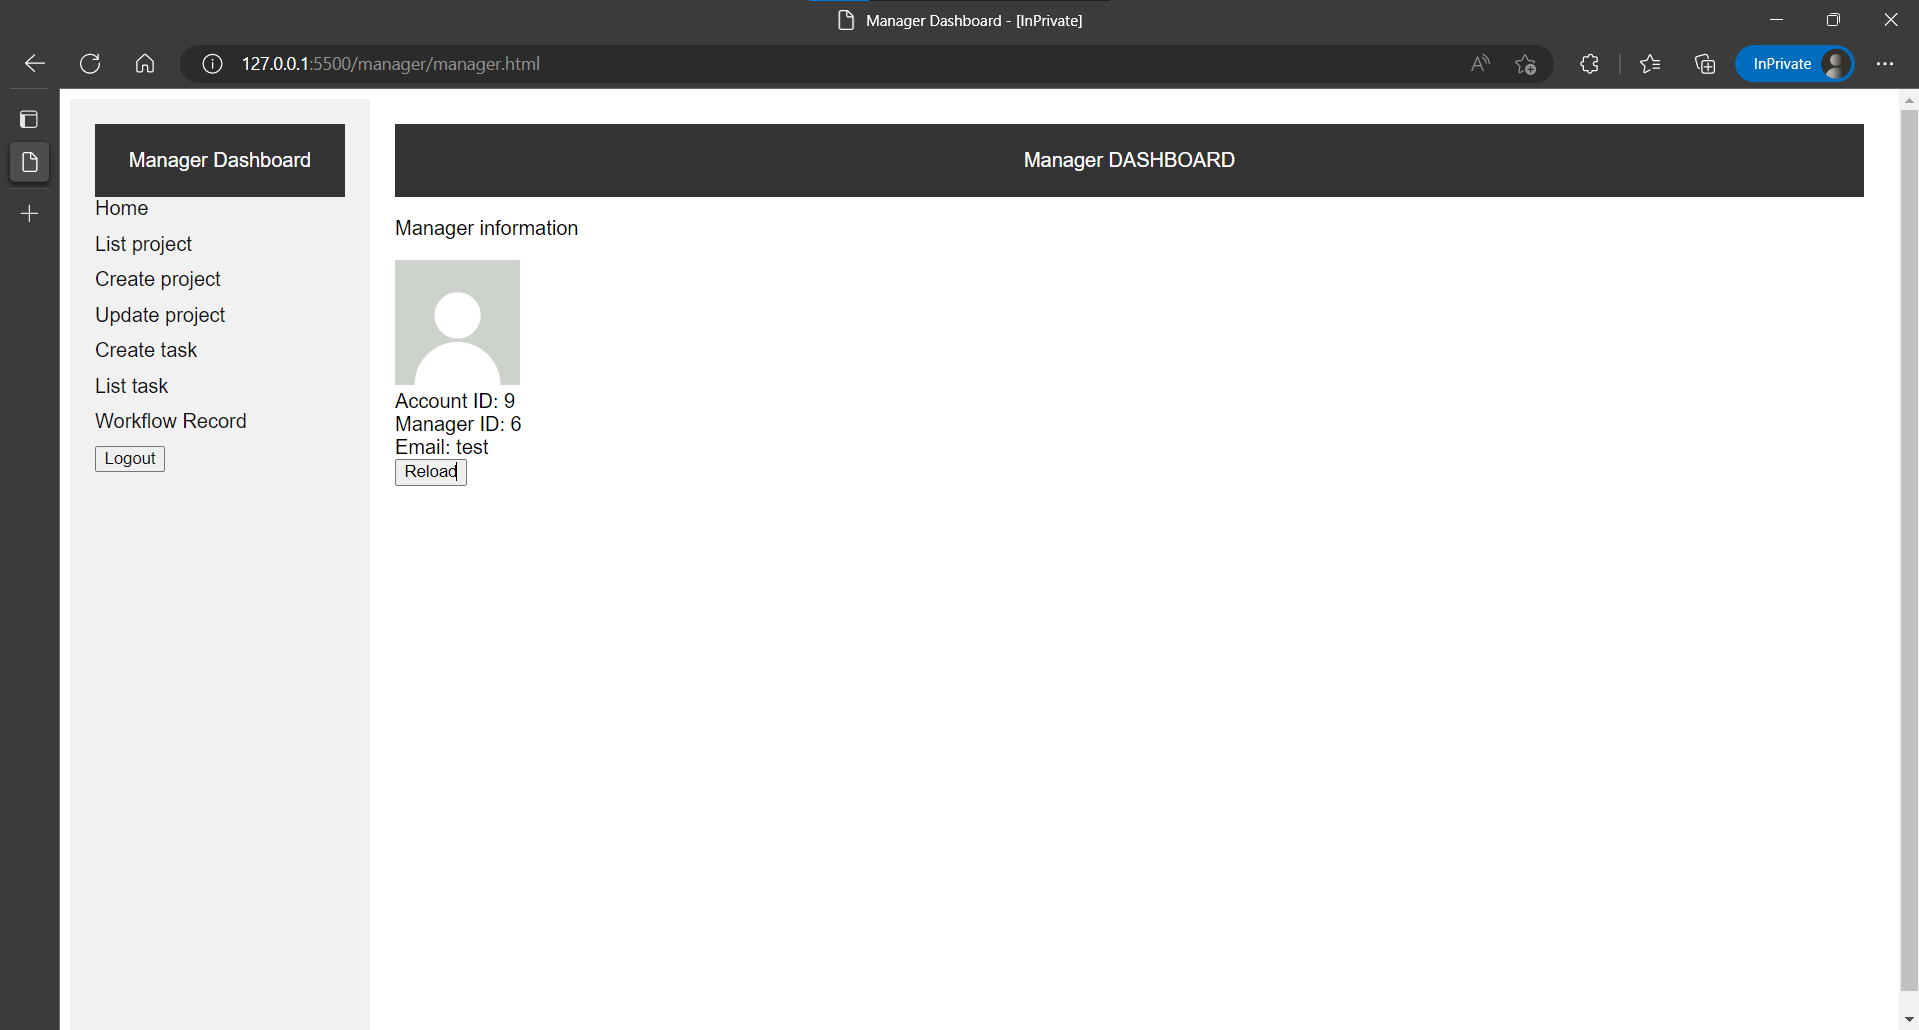 Manager Dashboard - [InPrivate]
127.0.0.1:5500/manager/manager.html
InPrivate
Manager Dashboard
Home
List project
Create project
Update project
Create task
List task
Workflow Record
Logout
Manager DASHBOARD
Manager information
Account ID: 9
Manager ID: 6
Email: test
Reload